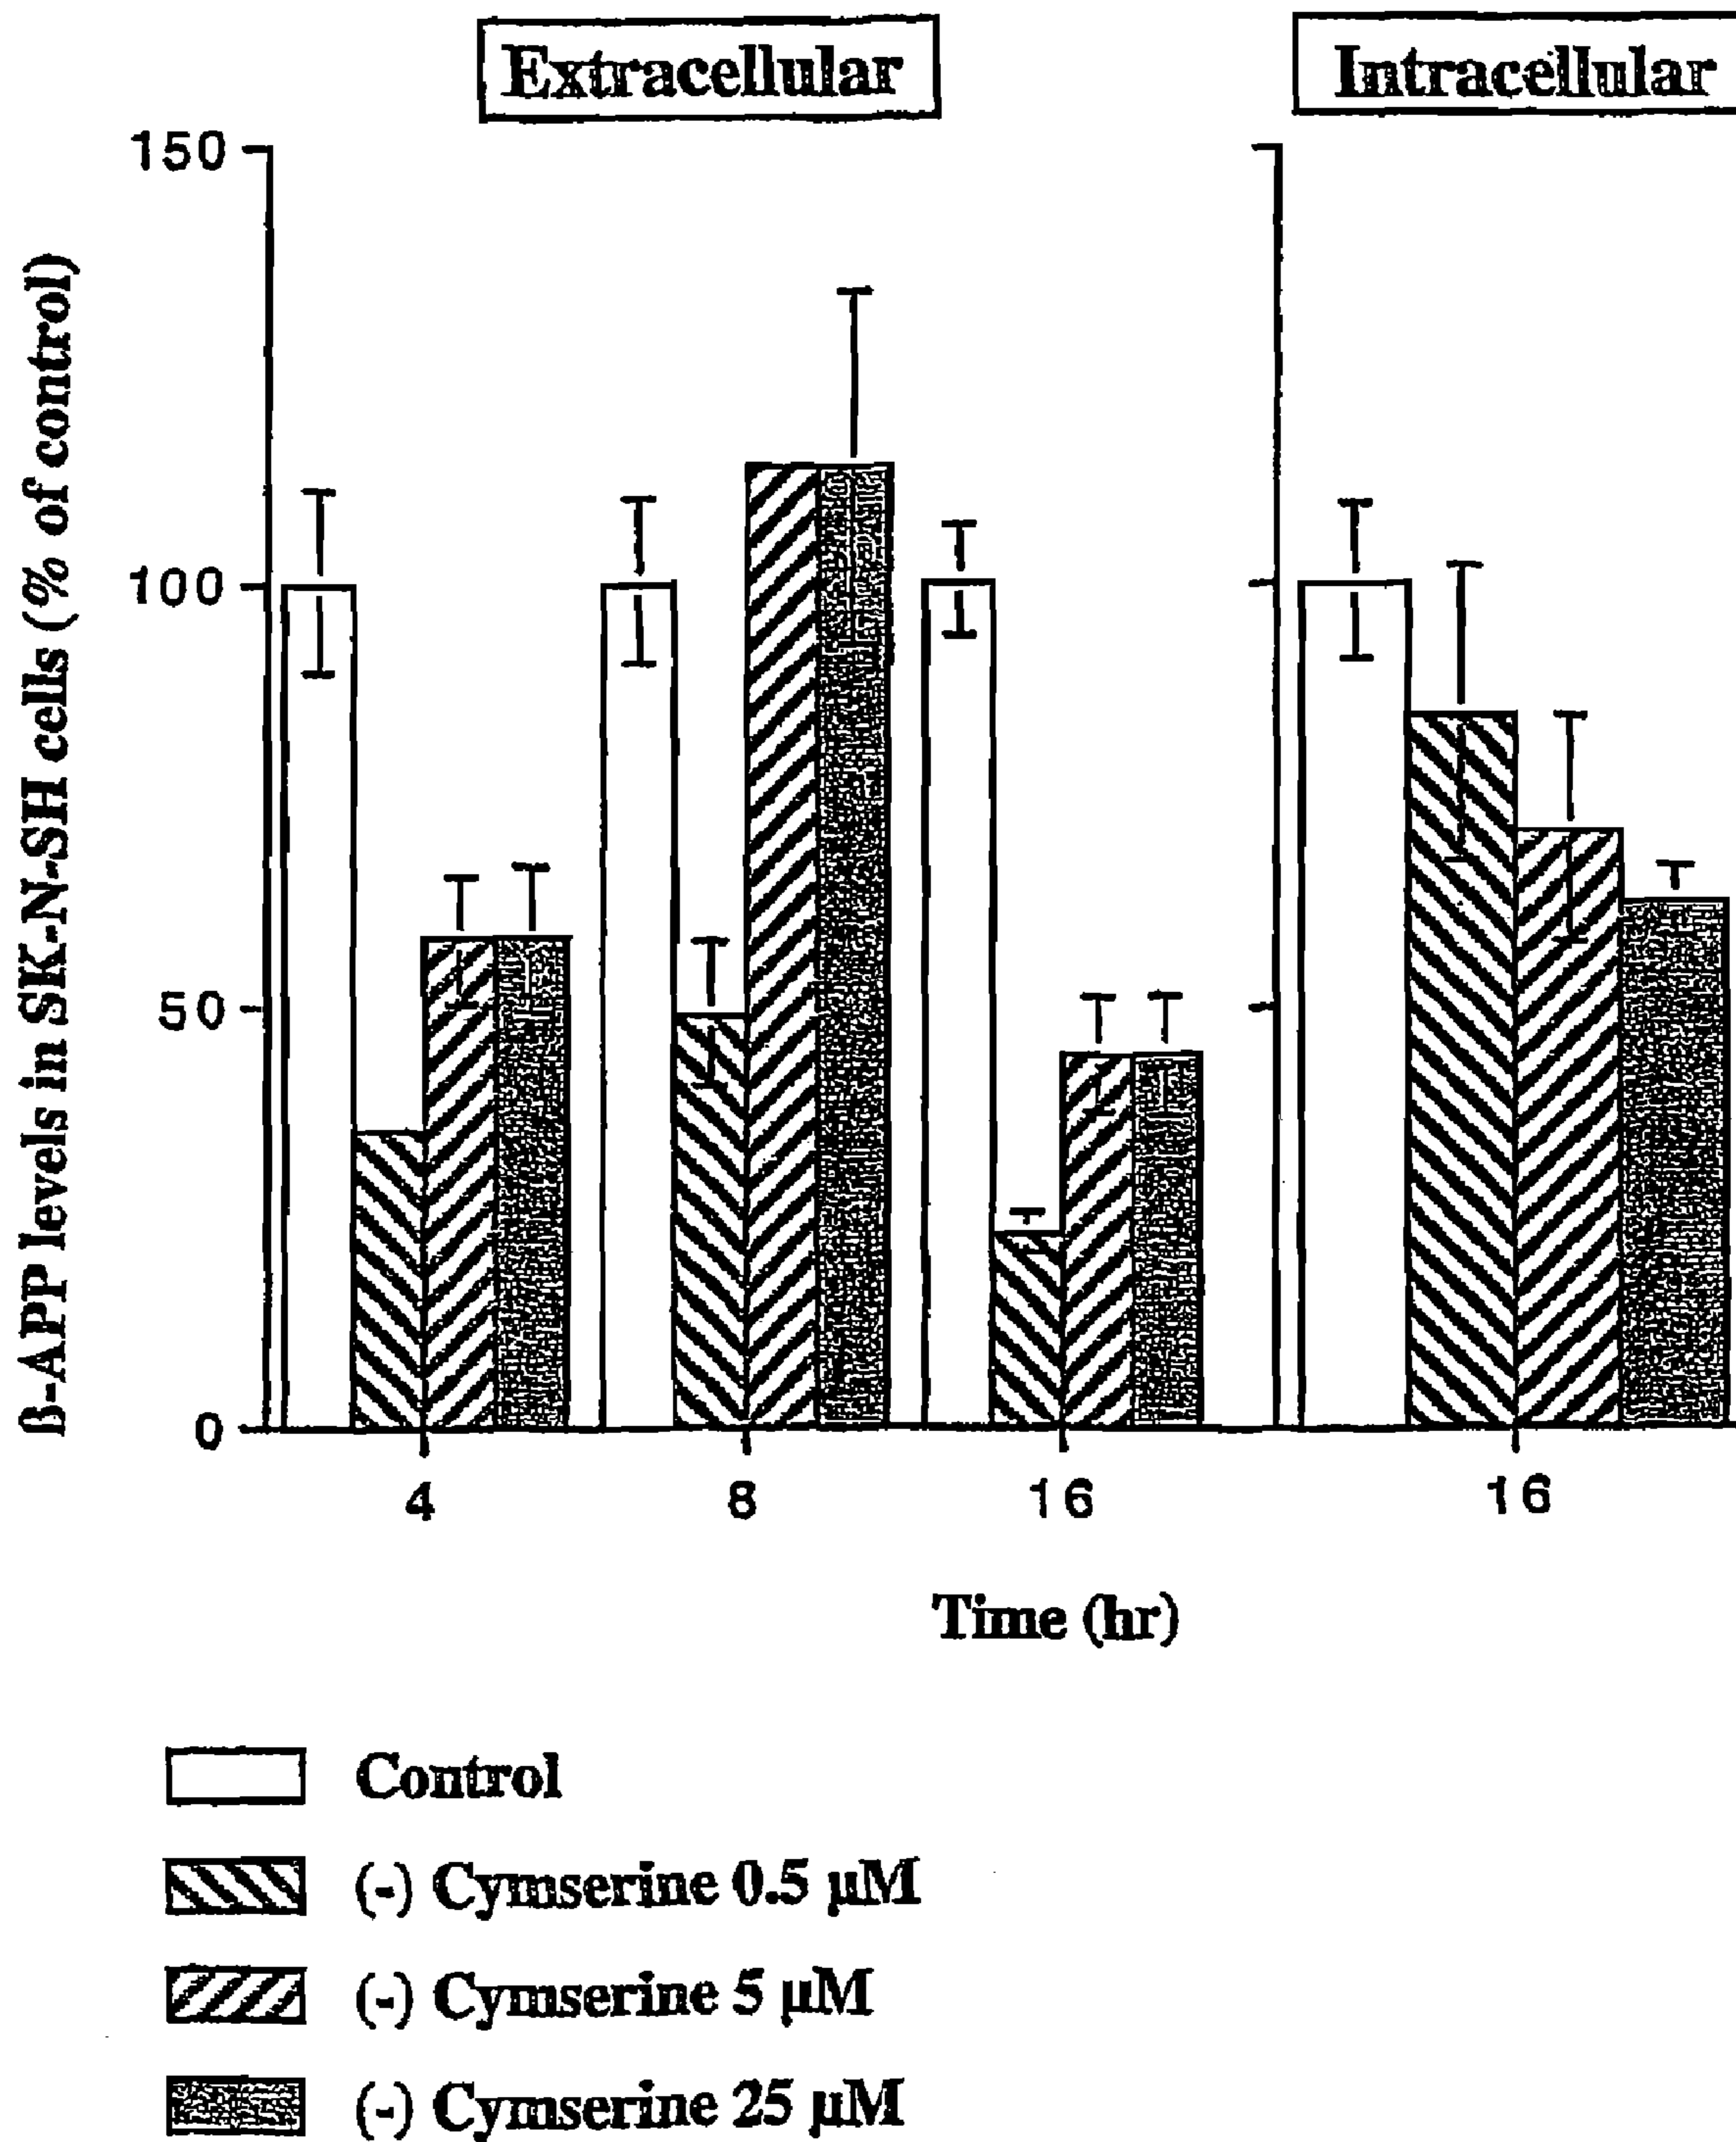 Extracellular
Intracellular
150
100
50
0
ß-APP levels in SK-N-SH cells (% of control)
4
8
16
16
Time (hr)
Control
(-) Cymserine 0.5 µM
(-) Cymserine 5 µM
(-) Cymserine 25 µM